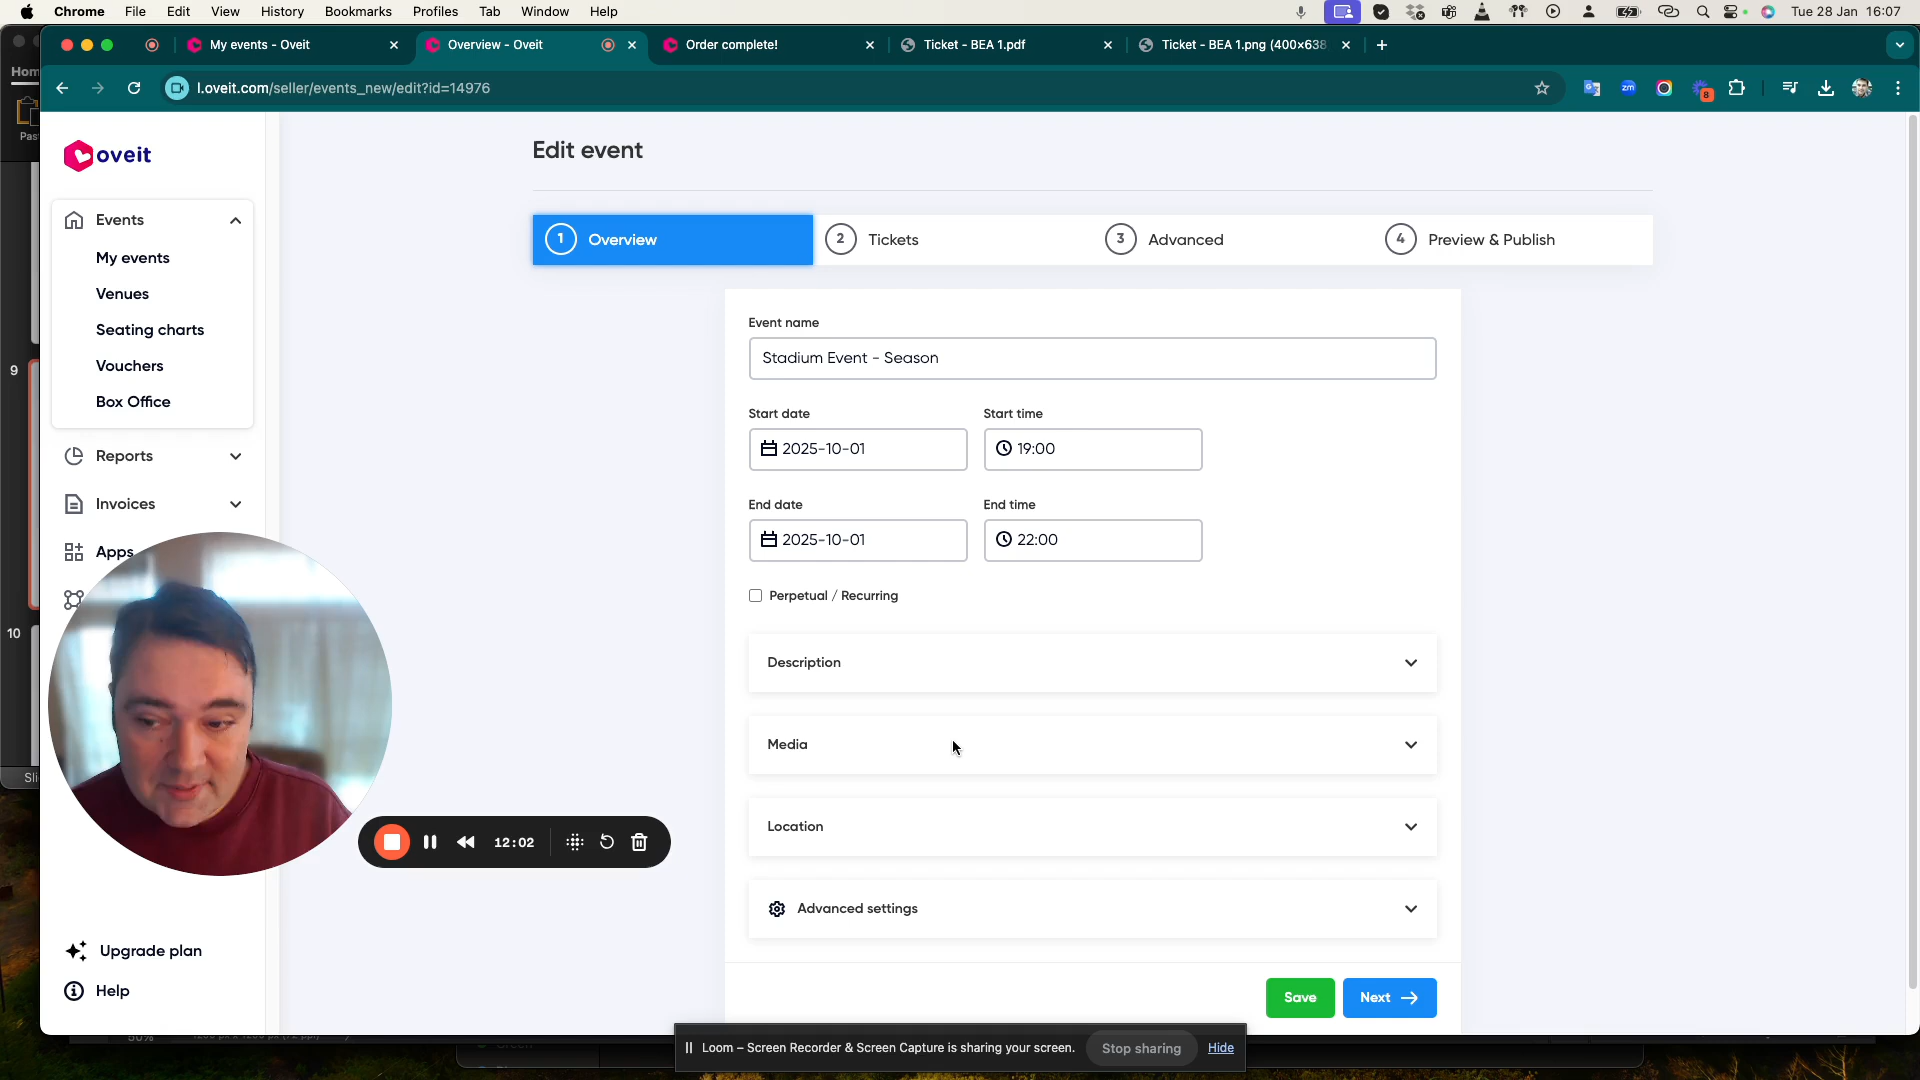 Chrome File Edit View History Bookmarks Profiles Tab Window Help
Tue 28 Jan 16:07
My events - Oveit
Overview - Oveit
Order complete!
Ticket - BEA 1.pdf
Ticket - BEA 1.png (400×638
l.oveit.com/seller/events_new/edit?id=14976
zm
8
oveit
Events
My events
Venues
Seating charts
Vouchers
Box Office
Reports
Invoices
Apps
Upgrade plan
Help
Edit event
1 Overview
2 Tickets
3 Advanced
4 Preview & Publish
Event name
Stadium Event - Season
Start date
Start time
2025-10-01
19:00
End date
End time
2025-10-01
22:00
Perpetual / Recurring
Description
Media
Location
Advanced settings
Save
Next
12:02
Loom – Screen Recorder & Screen Capture is sharing your screen.
Stop sharing
Hide
9
10
50%